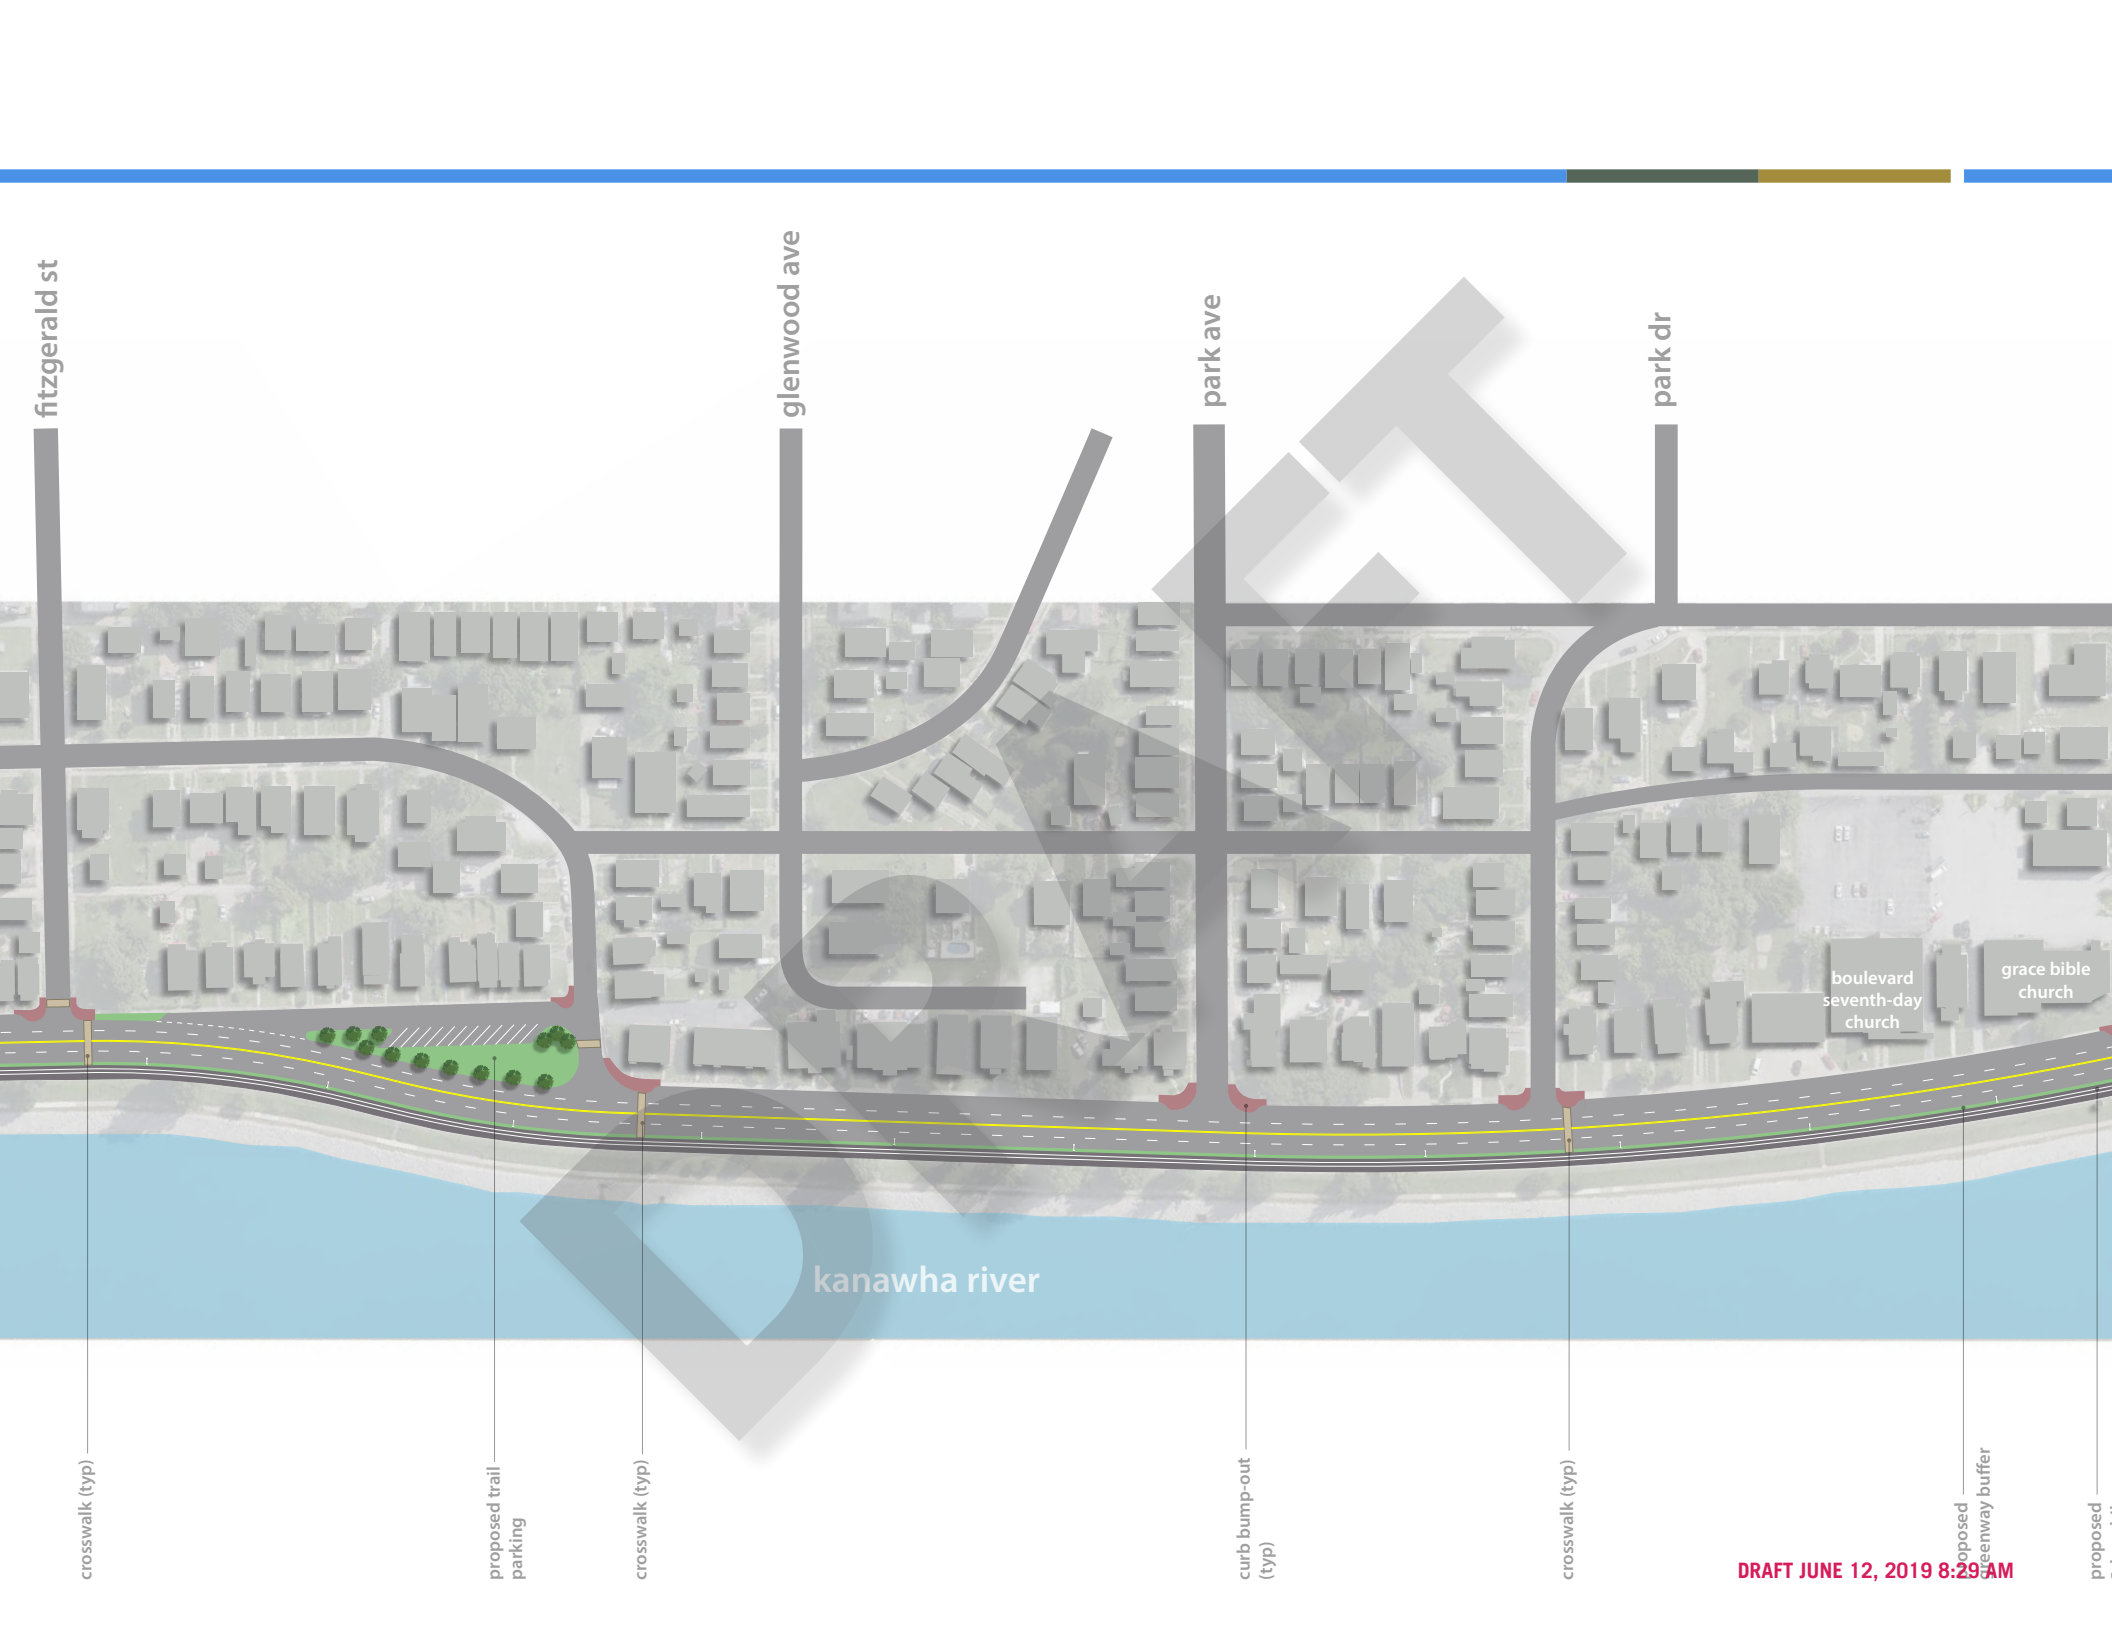 fitzgerald st
glenwood ave
park ave
park dr
DRAFT
boulevard
seventh-day
church
grace bible
church
kanawha river
crosswalk (typ)
proposed trail
parking
crosswalk (typ)
curb bump-out
(typ)
crosswalk (typ)
proposed
greenway buffer
proposed
DRAFT JUNE 12, 2019 8:29 AM